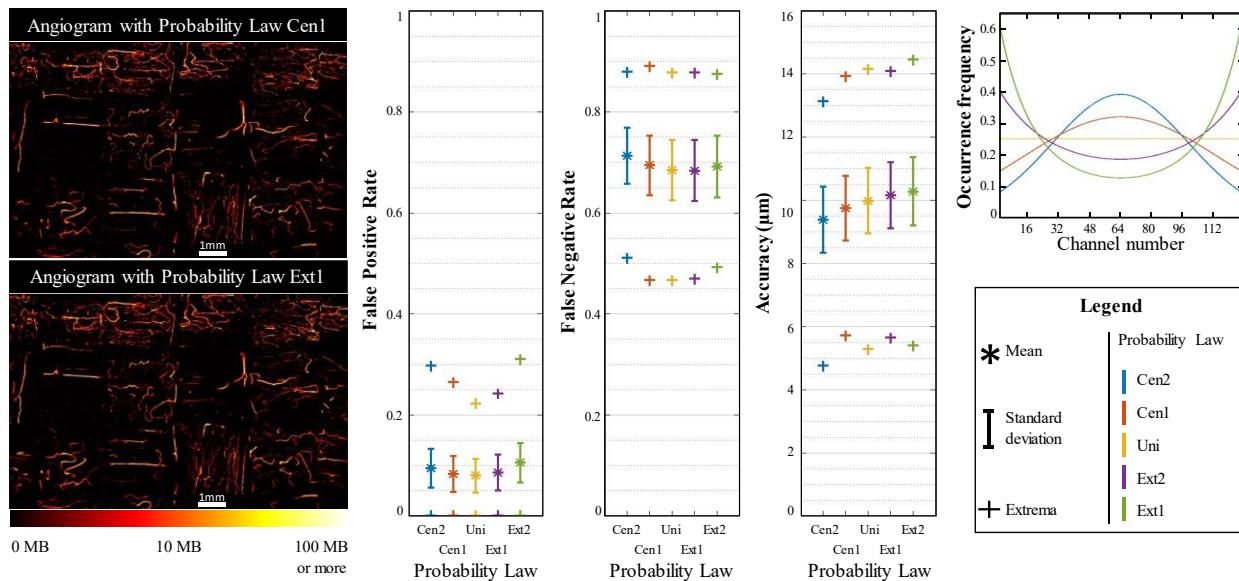 Angiogram with Probability Law Cen1
1mm
Angiogram with Probability Law Ext1
1mm
0 MB
10 MB
100 MB
or more
False Positive Rate
1
0.8
0.6
0.4
0.2
0
Cen2
Uni
Ext2
Cen1
Ext1
Probability Law
False Negative Rate
1
0.8
0.6
0.4
0.2
0
Cen2
Uni
Ext2
Cen1
Ext1
Probability Law
Accuracy (μm)
16
14
12
10
8
6
4
2
0
Cen2
Uni
Ext2
Cen1
Ext1
Probability Law
Occurrence frequency
0.6
0.5
0.4
0.3
0.2
0.1
0
16
32
48
64
80
96
112
Channel number
Legend
Mean
Standard
deviation
Extrema
Probability Law
Cen2
Cen1
Uni
Ext2
Ext1